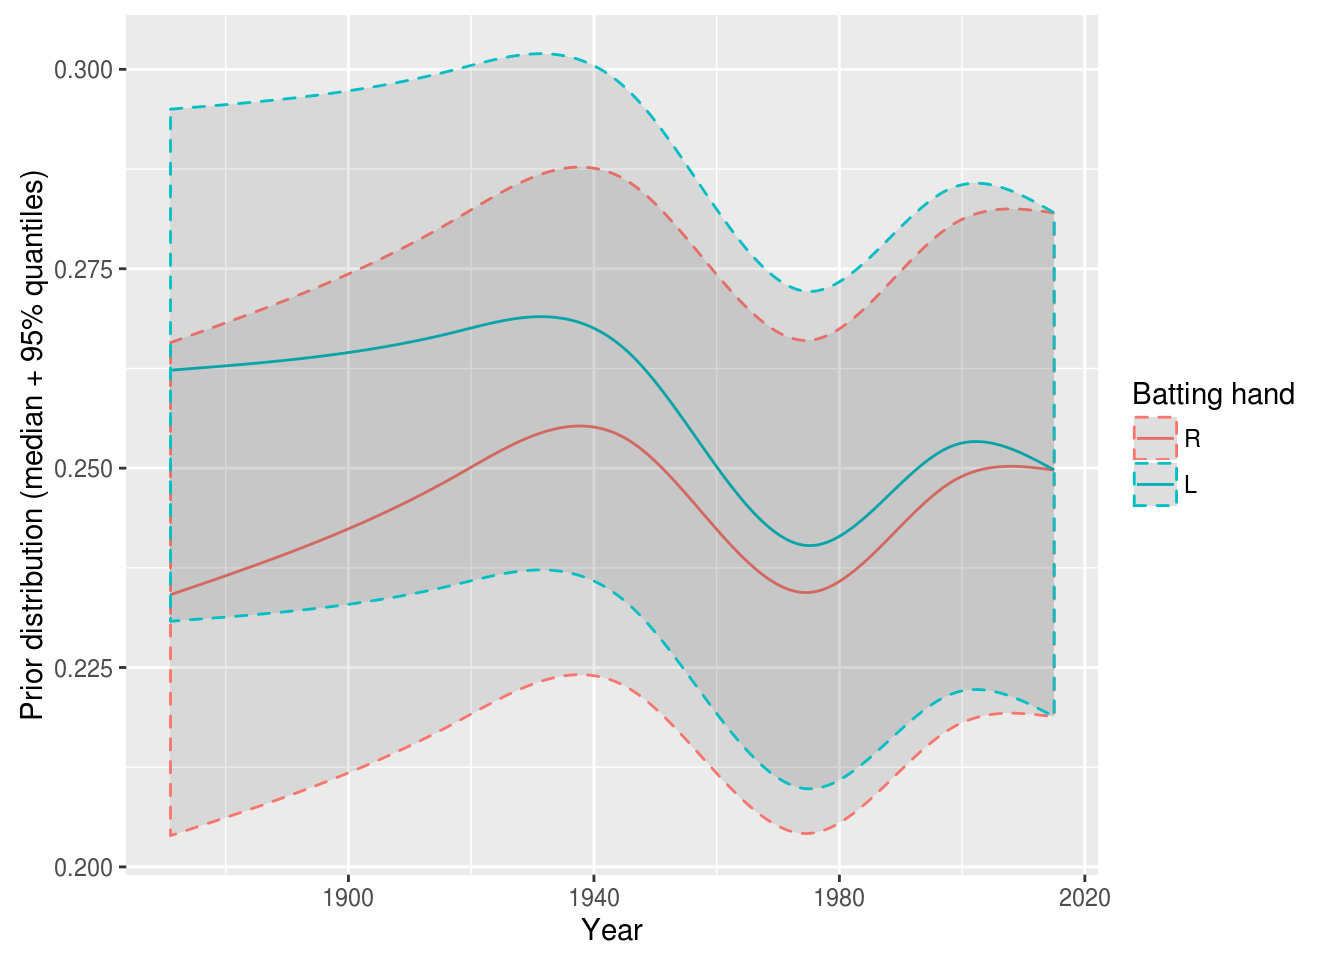 0.300
0.275
0.250
0.225
0.200
Prior distribution (median + 95% quantiles)
1900
1940
1980
2020
Year
Batting hand
R
L